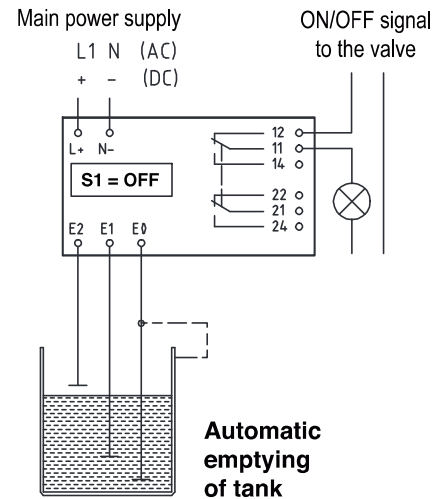 Main power supply
ON/OFF signal
to the valve
L1 N (AC)
+ – (DC)
L+ N-
S1 = OFF
12
11
14
22
21
24
E2 E1 E0
Automatic
emptying
of tank